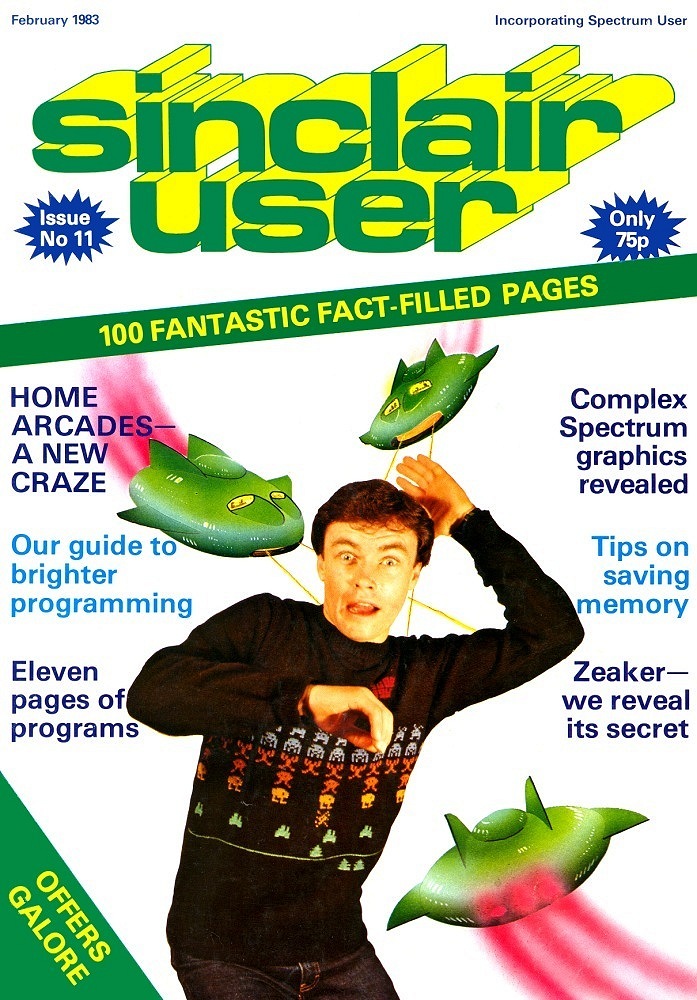 February 1983
Incorporating Spectrum User
sinclair
user
Issue
No 11
Only
75p
100 FANTASTIC FACT-FILLED PAGES
HOME
ARCADES—
A NEW
CRAZE
Our guide to
brighter
programming
Eleven
pages of
programs
Complex
Spectrum
graphics
revealed
Tips on
saving
memory
Zeaker—
we reveal
its secret
OFFERS
GALORE